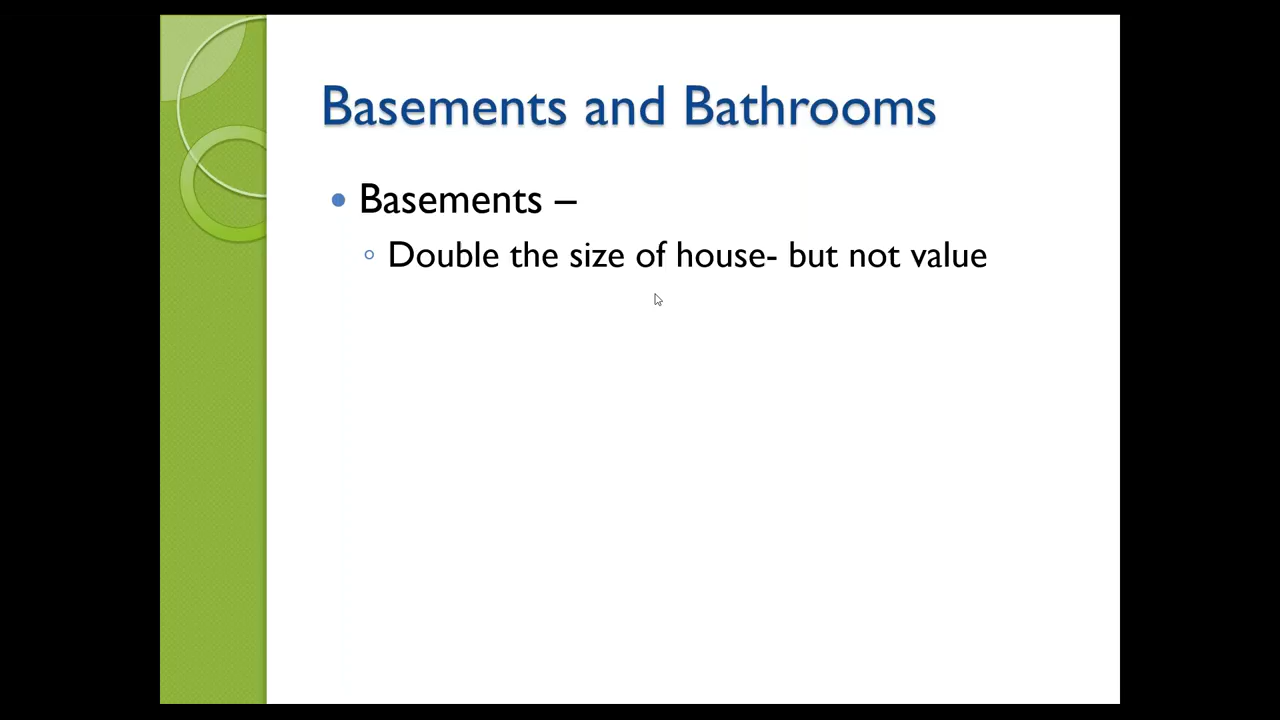 Basements and Bathrooms
Basements –
Double the size of house- but not value